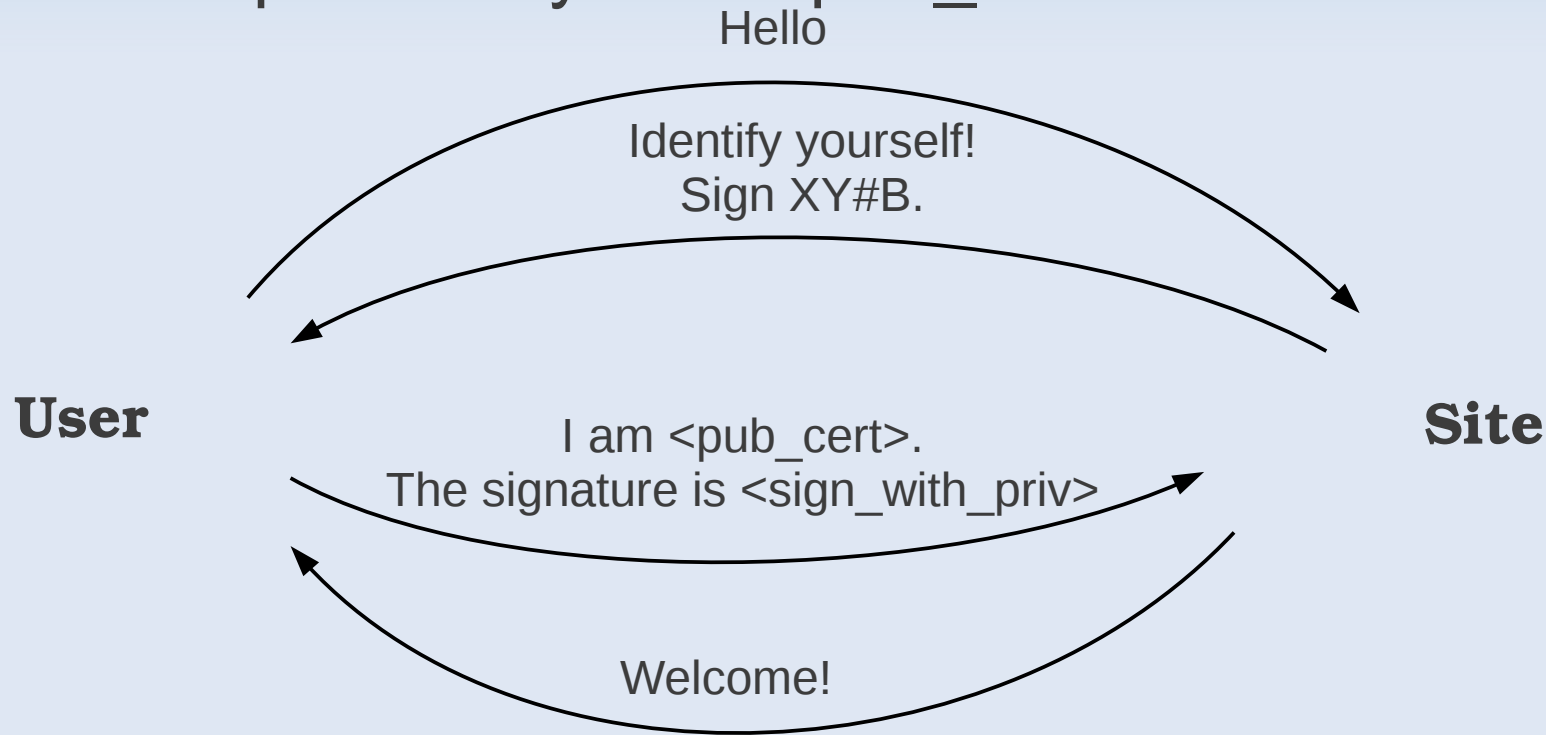 Hello
Identify yourself!
Sign XY#B.
User
Site
I am <pub_cert>.
The signature is <sign_with_priv>
Welcome!